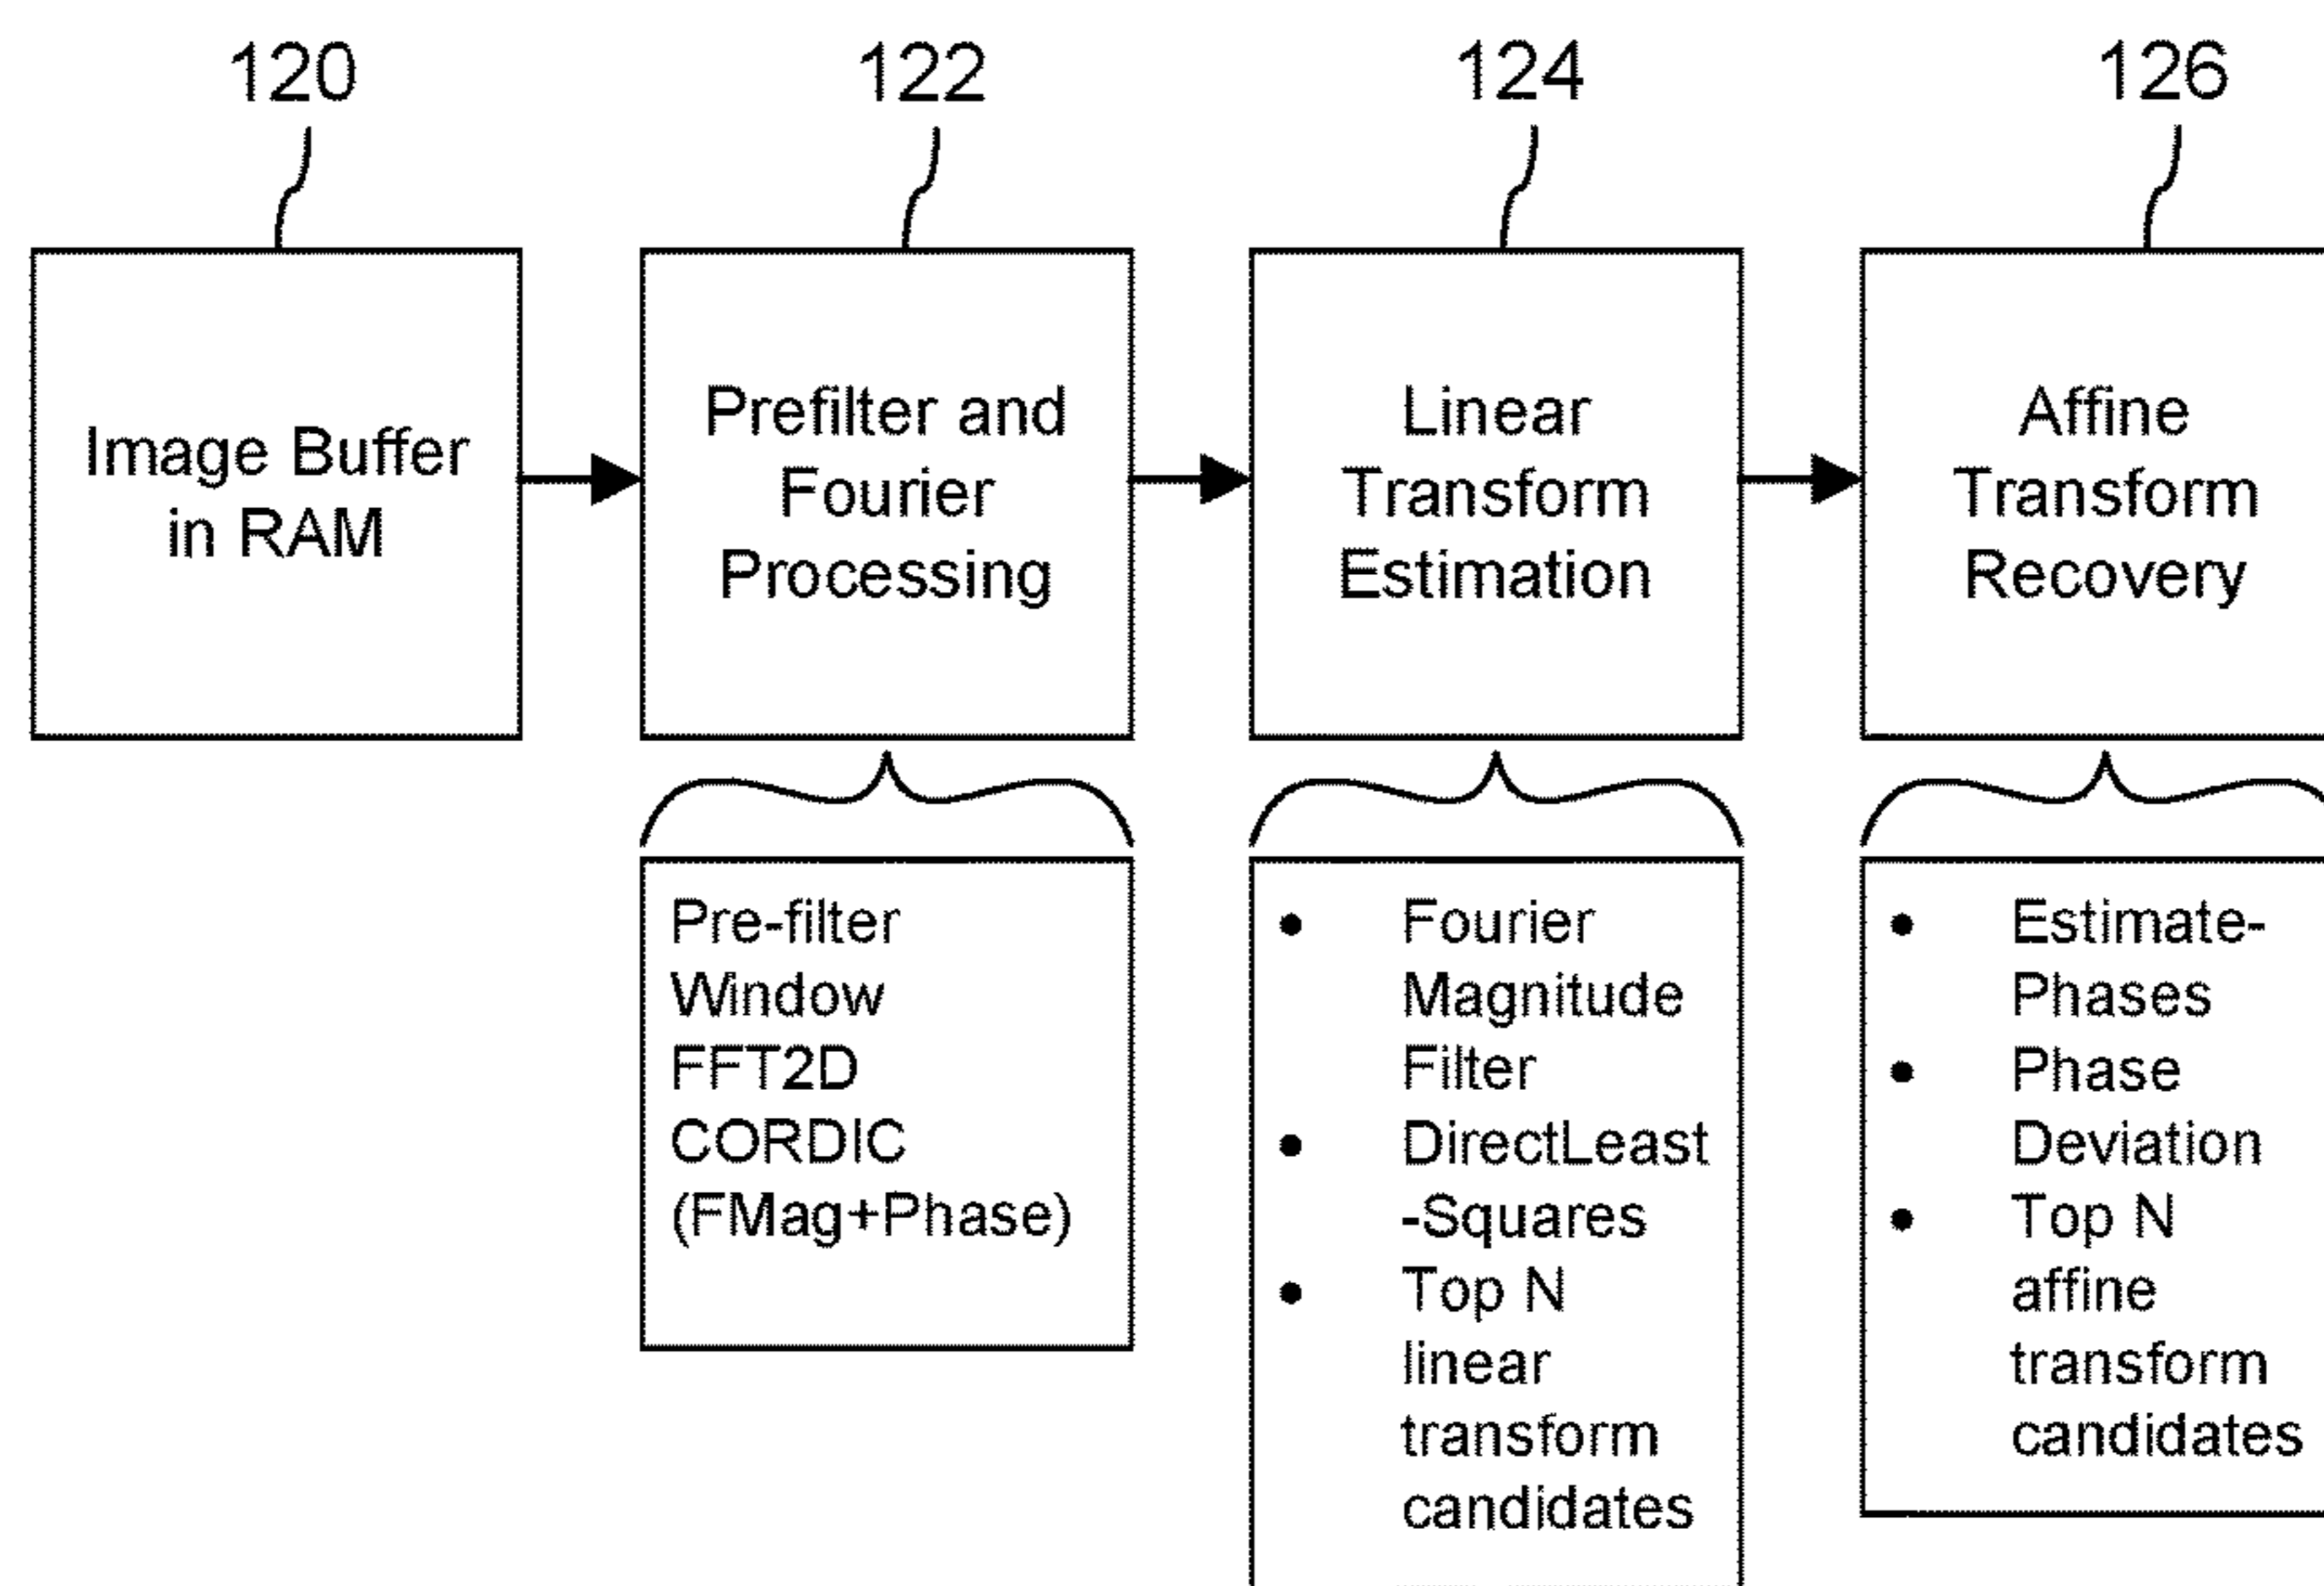 120
122
124
126
Image Buffer
in RAM
Prefilter and
Fourier
Processing
Linear
Transform
Estimation
Affine
Transform
Recovery
Pre-filter
Window
FFT2D
CORDIC
(FMag+Phase)
• Fourier
Magnitude
Filter
• DirectLeast
-Squares
• Top N
linear
transform
candidates
• Estimate-
Phases
• Phase
Deviation
• Top N
affine
transform
candidates